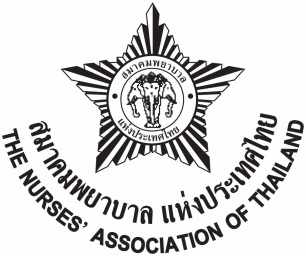 สมาคมพยาบาล
แห่งประเทศไทย
สมาคมพยาบาล แห่งประเทศไทย
THE NURSES' ASSOCIATION OF THAILAND